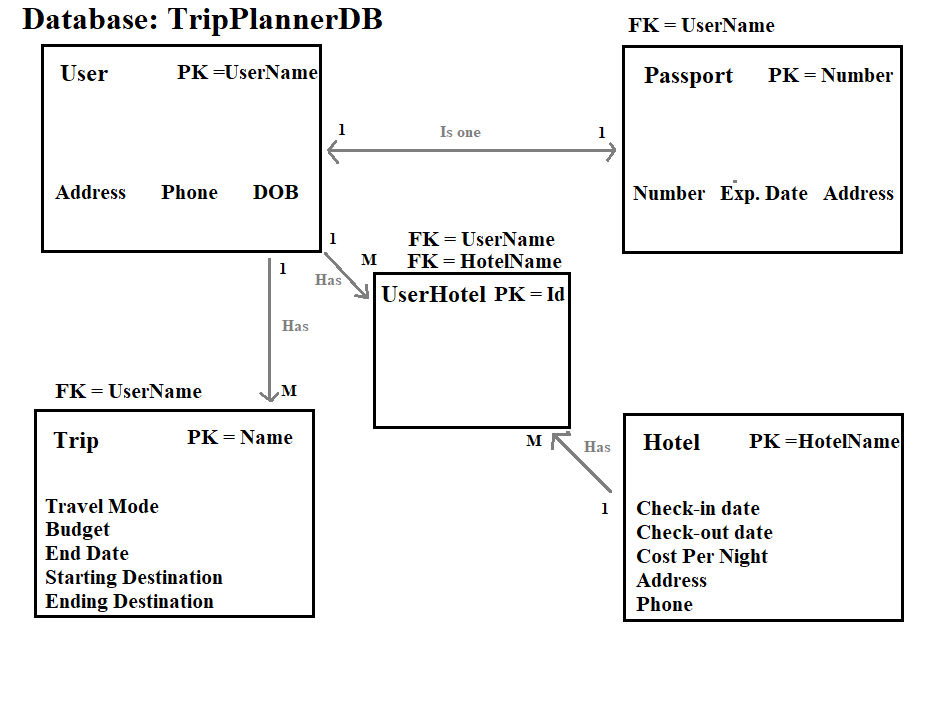 Database: TripPlannerDB
FK = UserName
User PK =UserName
Passport PK = Number
1 Is one 1
Address Phone DOB
Number Exp. Date Address
1 Has M
FK = UserName
FK = HotelName
UserHotel PK = Id
1
Has
M
FK = UserName
Trip PK = Name
Travel Mode
Budget
End Date
Starting Destination
Ending Destination
M Has
1
Hotel PK =HotelName
Check-in date
Check-out date
Cost Per Night
Address
Phone